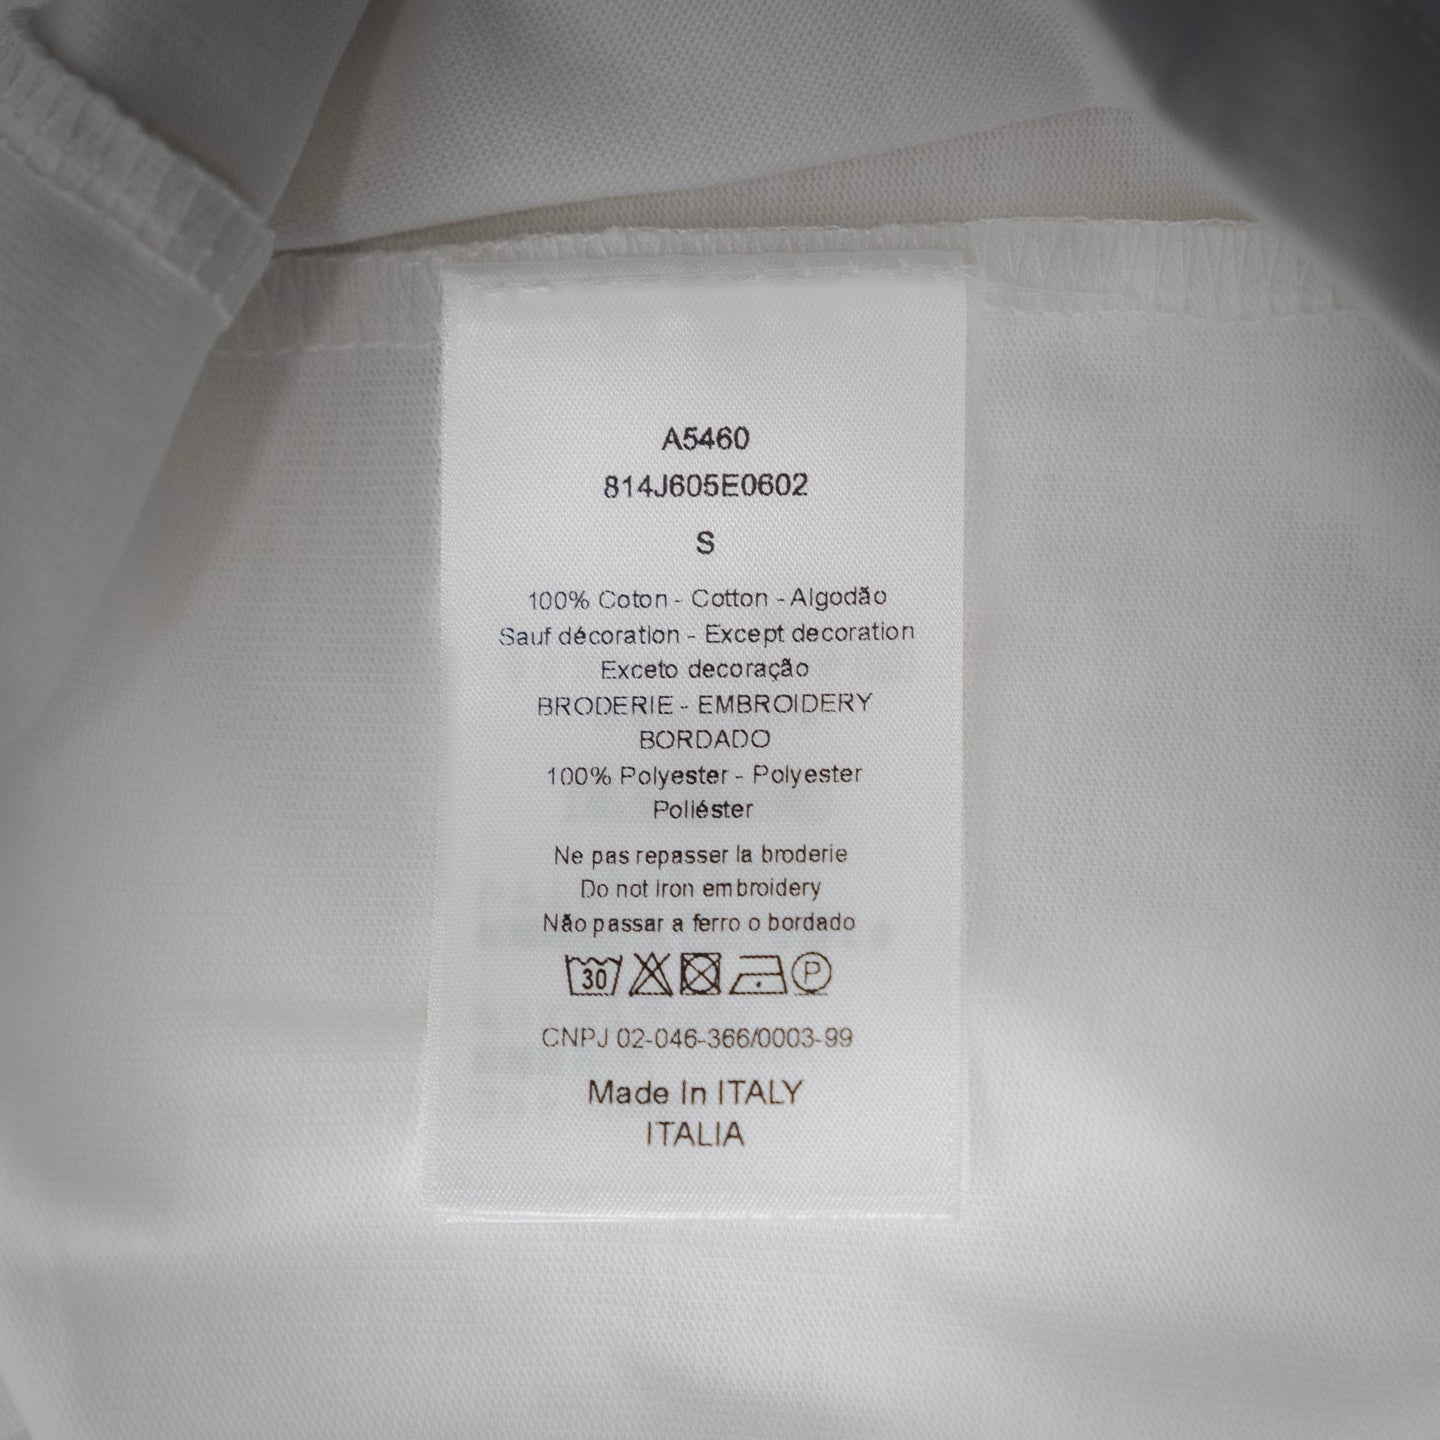 A5460
814J605E0602
S
100% Coton - Cotton - Algodão
Sauf décoration - Except decoration
Exceto decoração
BRODERIE - EMBROIDERY
BORDADO
100% Polyester - Polyester
Poliéster
Ne pas repasser la broderie
Do not iron embroidery
Não passar a ferro o bordado
30 P
CNPJ 02-046-366/0003-99
Made In ITALY
ITALIA